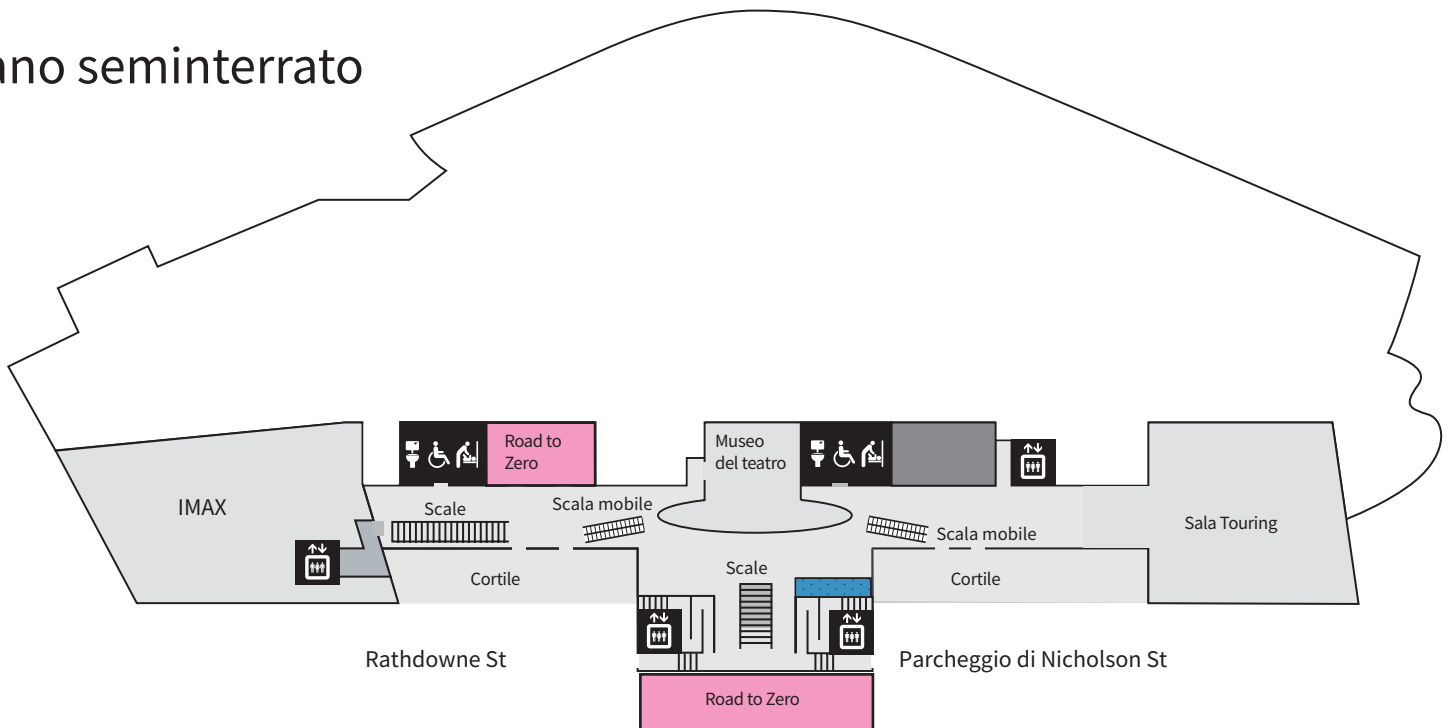 ano seminterrato
Road to
Zero
Museo
del teatro
IMAX
Scale
Scala mobile
Scala mobile
Sala Touring
Cortile
Scale
Cortile
Rathdowne St
Parcheggio di Nicholson St
Road to Zero